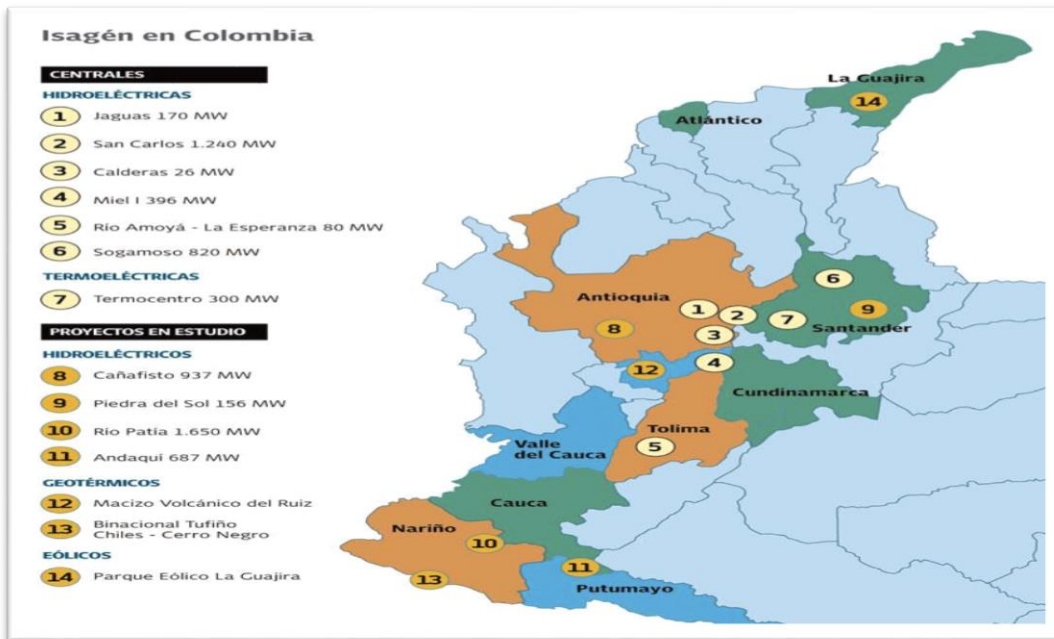 Isagén en Colombia
CENTRALES
HIDROELÉCTRICAS
1 Jaguas 170 MW
2 San Carlos 1.240 MW
3 Calderas 26 MW
4 Miel I 396 MW
5 Río Amoyá - La Esperanza 80 MW
6 Sogamoso 820 MW
TERMOELÉCTRICAS
7 Termocentro 300 MW
PROYECTOS EN ESTUDIO
HIDROELÉCTRICOS
8 Cañafisto 937 MW
9 Piedra del Sol 156 MW
10 Río Patía 1.650 MW
11 Andaquí 687 MW
GEOTÉRMICOS
12 Macizo Volcánico del Ruiz
13 Binacional Tufiño
Chiles - Cerro Negro
EÓLICOS
14 Parque Eólico La Guajira
La Guajira
14
Atlántico
Antioquia
1
2
3
8
6
7
9
Santander
4
12
Cundinamarca
Tolima
5
Valle
del Cauca
Cauca
Nariño
10
11
13
Putumayo